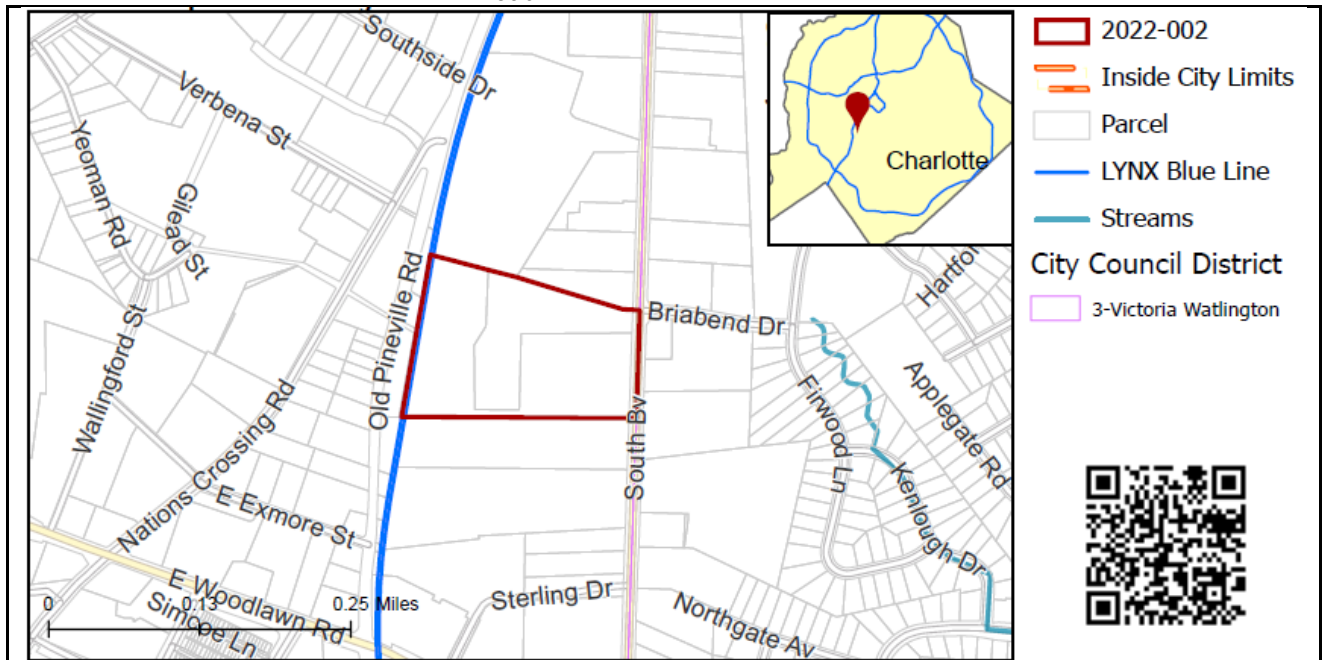 Southside Dr
Verbena St
Yeoman Rd
Gilead St
Wallingford St
Old Pineville Rd
Nations Crossing Rd
E Exmore St
E Woodlawn Rd
Simcoe Ln
Sterling Dr
South Bv
Briabend Dr
Firwood Ln
Kenlough Dr
Applegate Rd
Hartfor
Northgate Av
0 0.13 0.25 Miles
Charlotte
2022-002
Inside City Limits
Parcel
LYNX Blue Line
Streams
City Council District
3-Victoria Watlington